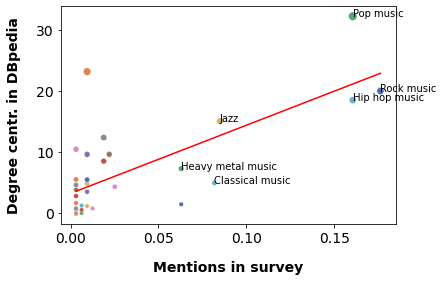 Degree centr. in DBpedia
30
20
10
0
Pop music
Rock music
Hip hop music
Jazz
Heavy metal music
Classical music
0.00
0.05
0.10
0.15
Mentions in survey